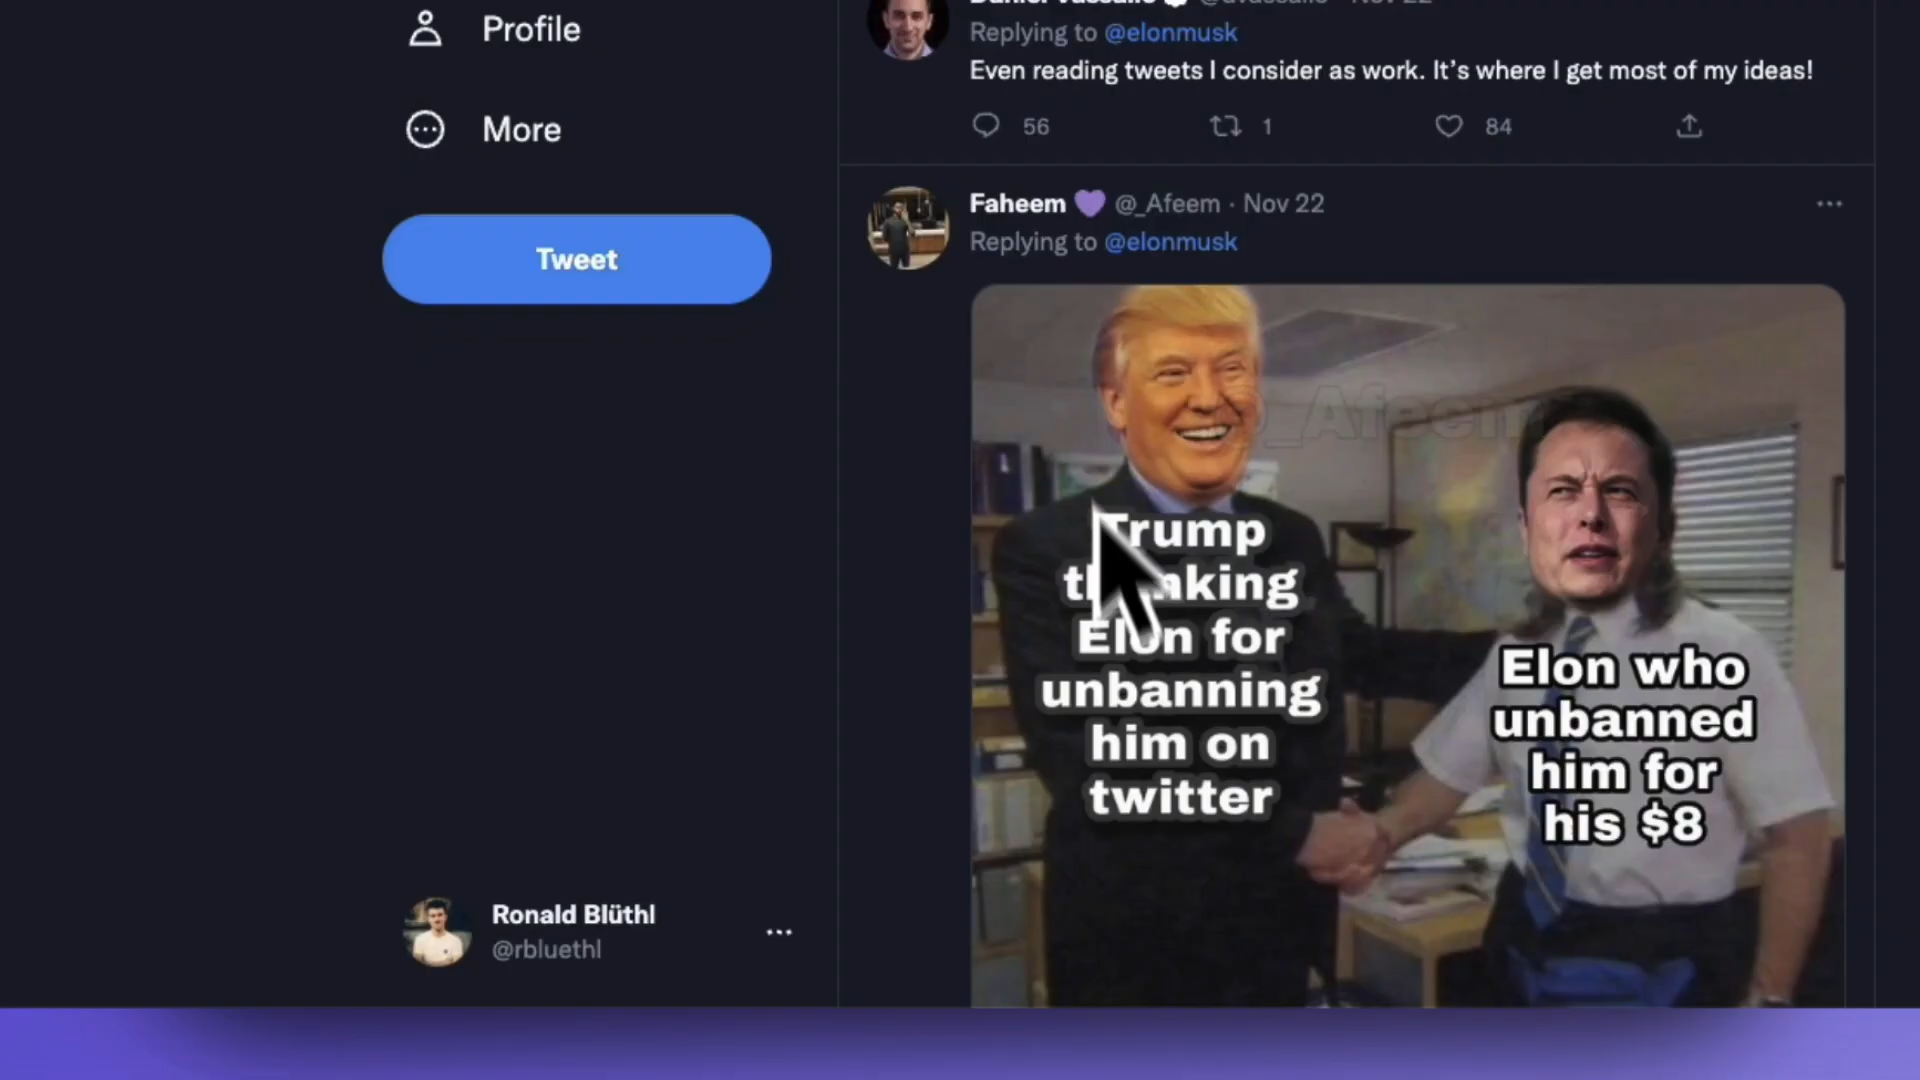 Profile
More
Tweet
Ronald Blüthl
@rbluethl
Replying to @elonmusk
Even reading tweets I consider as work. It's where I get most of my ideas!
56 1 84
Faheem 💜 @_Afeem · Nov 22
Replying to @elonmusk
_Afeem
Trump
thinking
Elon for
unbanning
him on
twitter
Elon who
unbanned
him for
his $8